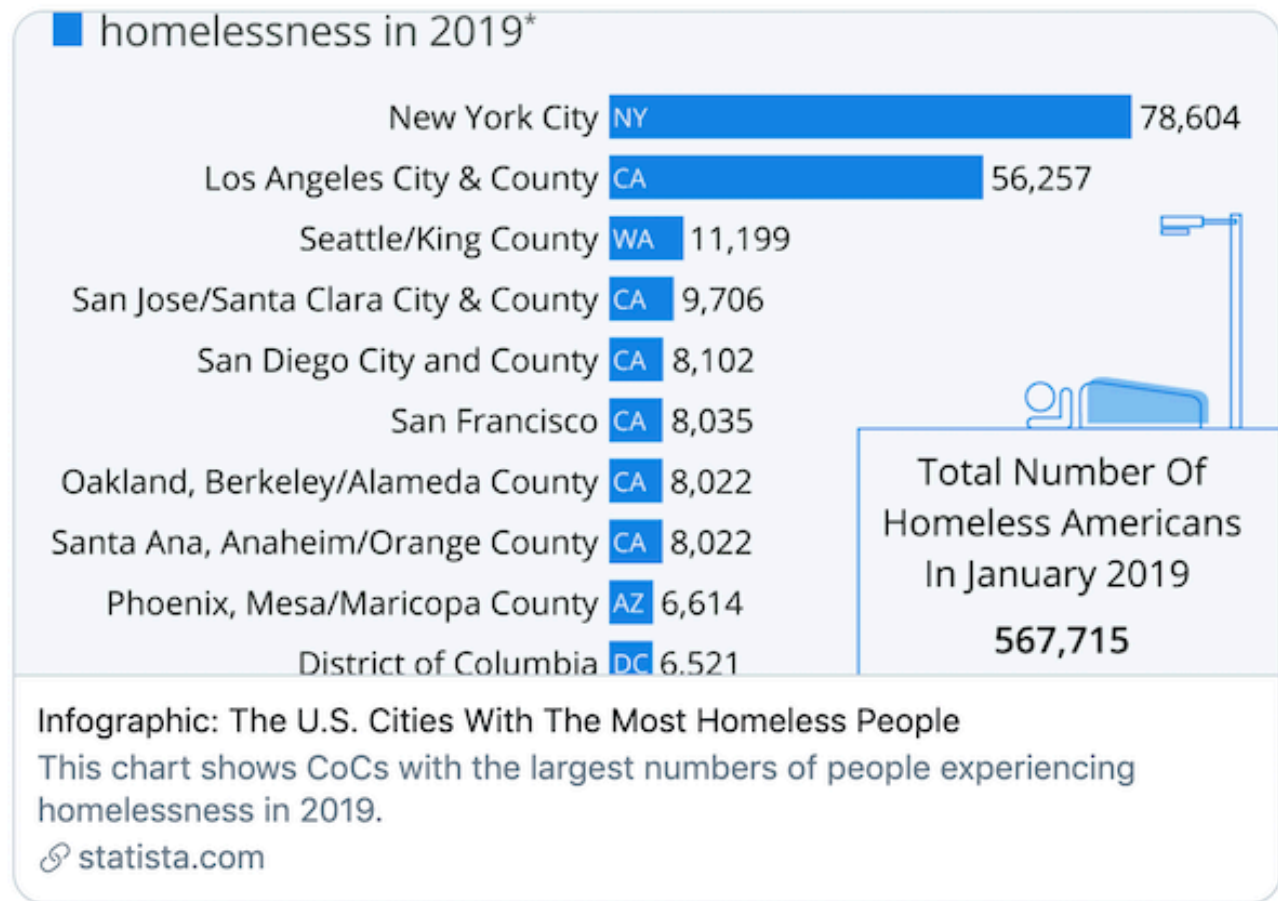 homelessness in 2019*
New York City NY 78,604
Los Angeles City & County CA 56,257
Seattle/King County WA 11,199
San Jose/Santa Clara City & County CA 9,706
San Diego City and County CA 8,102
San Francisco CA 8,035
Oakland, Berkeley/Alameda County CA 8,022
Santa Ana, Anaheim/Orange County CA 8,022
Phoenix, Mesa/Maricopa County AZ 6,614
District of Columbia DC 6,521
Total Number Of
Homeless Americans
In January 2019
567,715
Infographic: The U.S. Cities With The Most Homeless People
This chart shows CoCs with the largest numbers of people experiencing
homelessness in 2019.
statista.com